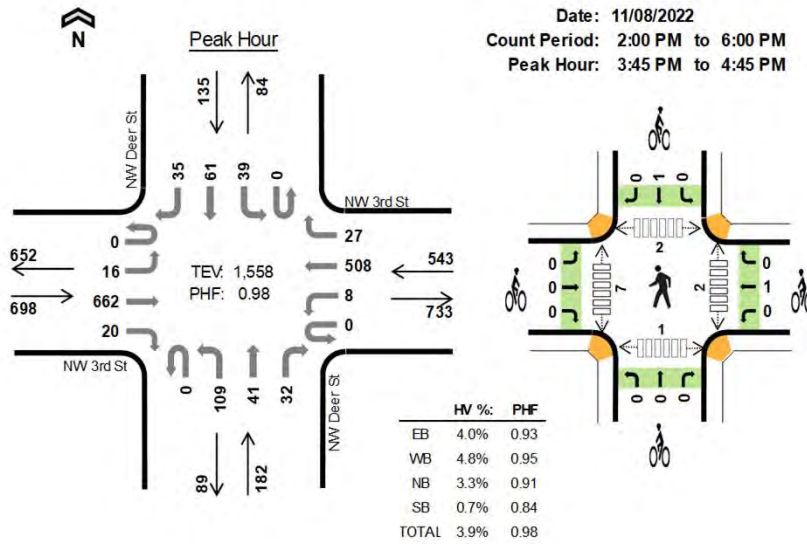 Date: 11/08/2022
Count Period: 2:00 PM to 6:00 PM
Peak Hour: 3:45 PM to 4:45 PM
N
Peak Hour
135
84
NW Deer St
35
61
39
0
NW 3rd St
0
27
652
16
TEV: 1,558
508
543
698
662
PHF: 0.98
8
733
20
0
NW 3rd St
0
109
41
32
NW Deer St
89
182
0
1
0
2
0
0
0
7
2
0
1
0
1
0
0
0
HV %: PHF
EB 4.0% 0.93
WB 4.8% 0.95
NB 3.3% 0.91
SB 0.7% 0.84
TOTAL 3.9% 0.98